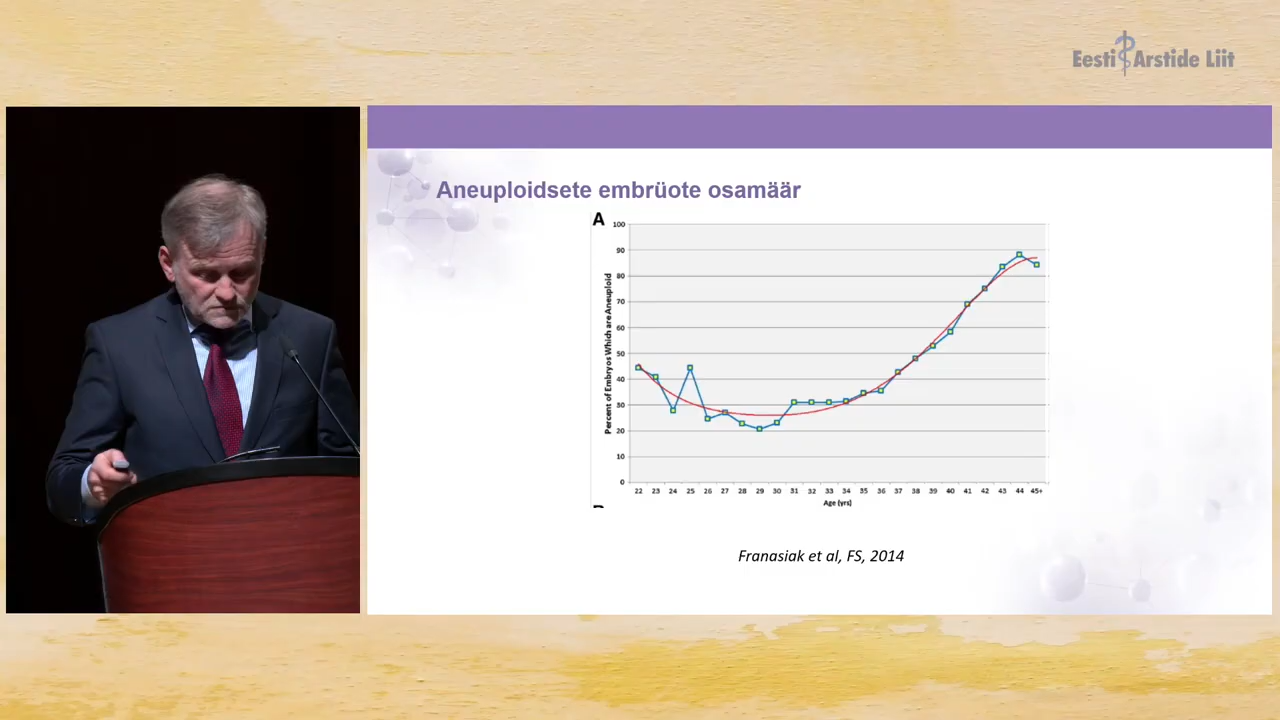 Eesti Arstide Liit
Aneuploidsete embrüote osamäär
A
100
90
80
70
60
50
40
30
20
10
0
Percent of Embryos Which are Aneuploid
22 23 24 25 26 27 28 29 30 31 32 33 34 35 36 37 38 39 40 41 42 43 44 45+
Age (yrs)
Franasiak et al, FS, 2014